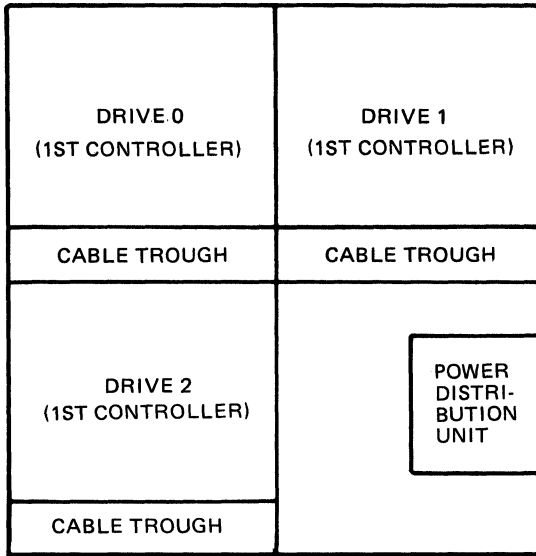 DRIVE 0
(1ST CONTROLLER)
DRIVE 1
(1ST CONTROLLER)
CABLE TROUGH
CABLE TROUGH
DRIVE 2
(1ST CONTROLLER)
POWER
DISTRI-
BUTION
UNIT
CABLE TROUGH